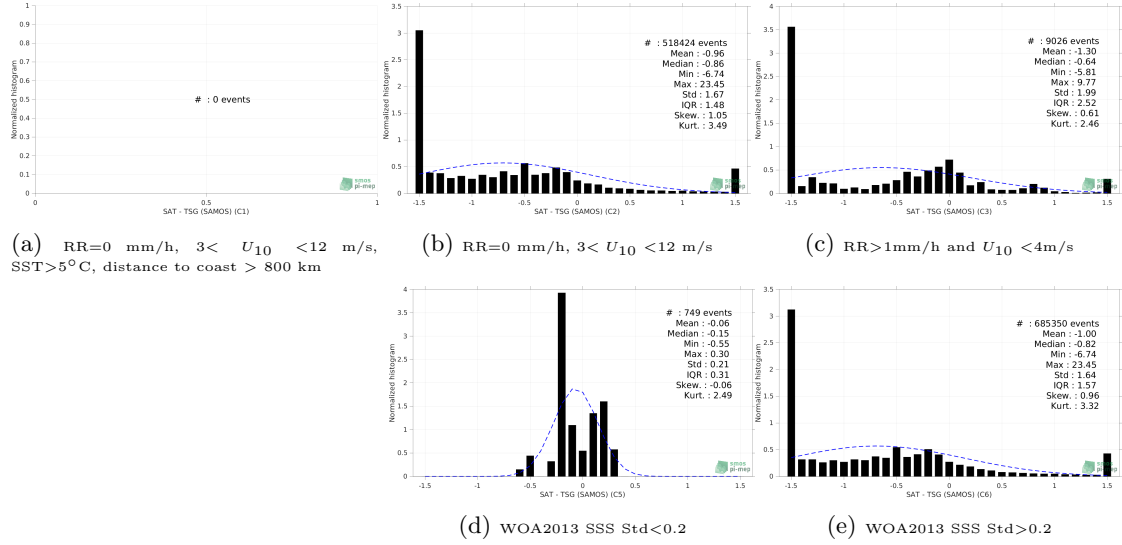 1
0.9
0.8
0.7
0.6
0.5
0.4
0.3
0.2
0.1
0
Normalized histogram
# : 0 events
smos
pi-mep
0 0.5 1
SAT - TSG (SAMOS) (C1)
(a) RR=0 mm/h, 3< U10 <12 m/s,
SST>5°C, distance to coast > 800 km
3.5
3
2.5
2
1.5
1
0.5
0
Normalized histogram
# : 518424 events
Mean : -0.96
Median : -0.86
Min : -6.74
Max : 23.45
Std : 1.67
IQR : 1.48
Skew. : 1.05
Kurt. : 3.49
smos
pi-mep
-1.5 -1 -0.5 0 0.5 1 1.5
SAT - TSG (SAMOS) (C2)
(b) RR=0 mm/h, 3< U10 <12 m/s
4
3.5
3
2.5
2
1.5
1
0.5
0
Normalized histogram
# : 9026 events
Mean : -1.30
Median : -0.64
Min : -5.81
Max : 9.77
Std : 1.99
IQR : 2.52
Skew. : 0.61
Kurt. : 2.46
smos
pi-mep
-1.5 -1 -0.5 0 0.5 1 1.5
SAT - TSG (SAMOS) (C3)
(c) RR>1mm/h and U10 <4m/s
4
3.5
3
2.5
2
1.5
1
0.5
0
Normalized histogram
# : 749 events
Mean : -0.06
Median : -0.15
Min : -0.55
Max : 0.30
Std : 0.21
IQR : 0.31
Skew. : -0.06
Kurt. : 2.49
smos
pi-mep
-1.5 -1 -0.5 0 0.5 1 1.5
SAT - TSG (SAMOS) (C5)
(d) WOA2013 SSS Std<0.2
3.5
3
2.5
2
1.5
1
0.5
0
Normalized histogram
# : 685350 events
Mean : -1.00
Median : -0.82
Min : -6.74
Max : 23.45
Std : 1.64
IQR : 1.57
Skew. : 0.96
Kurt. : 3.32
smos
pi-mep
-1.5 -1 -0.5 0 0.5 1 1.5
SAT - TSG (SAMOS) (C6)
(e) WOA2013 SSS Std>0.2